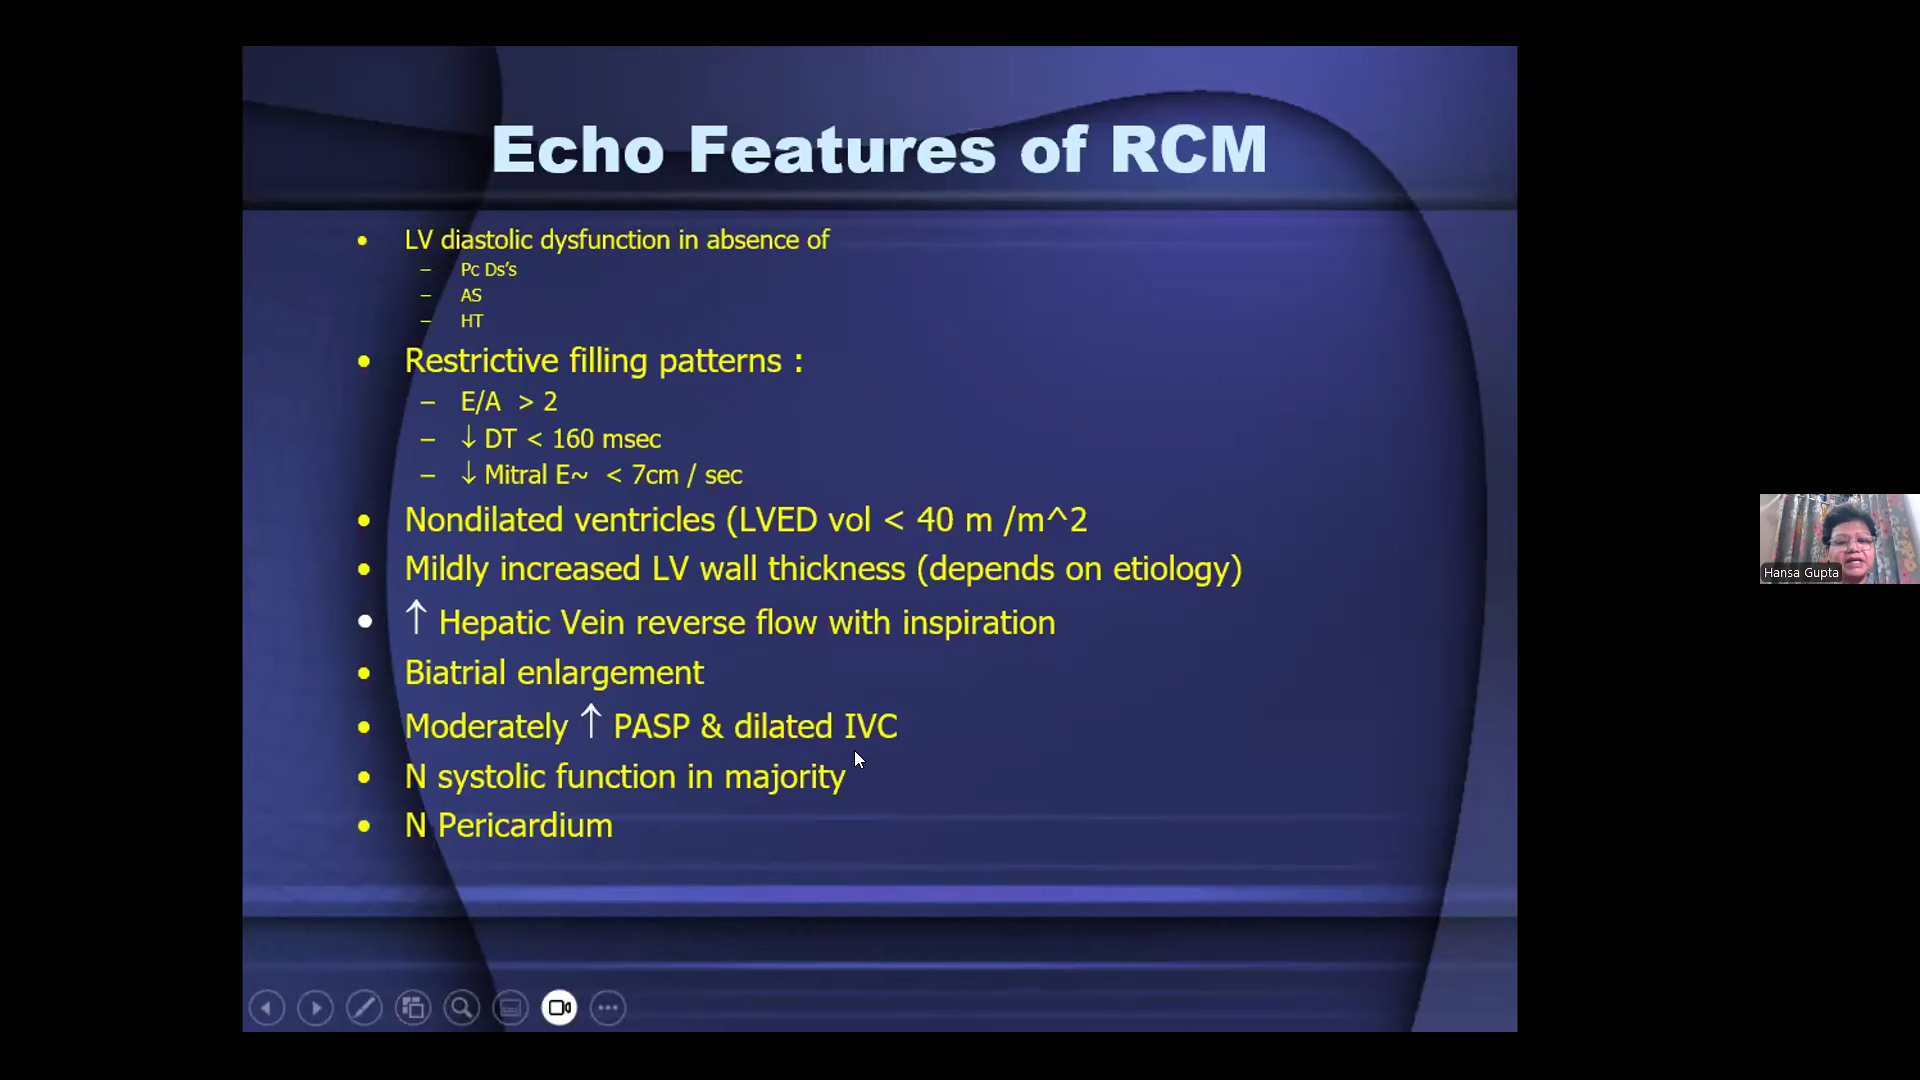 Echo Features of RCM
• LV diastolic dysfunction in absence of
– Pc Ds's
– AS
– HT
• Restrictive filling patterns :
– E/A > 2
– ↓ DT < 160 msec
– ↓ Mitral E~ < 7cm / sec
• Nondilated ventricles (LVED vol < 40 m /m^2
• Mildly increased LV wall thickness (depends on etiology)
• ↑ Hepatic Vein reverse flow with inspiration
• Biatrial enlargement
• Moderately ↑ PASP & dilated IVC
• N systolic function in majority
• N Pericardium
Hansa Gupta